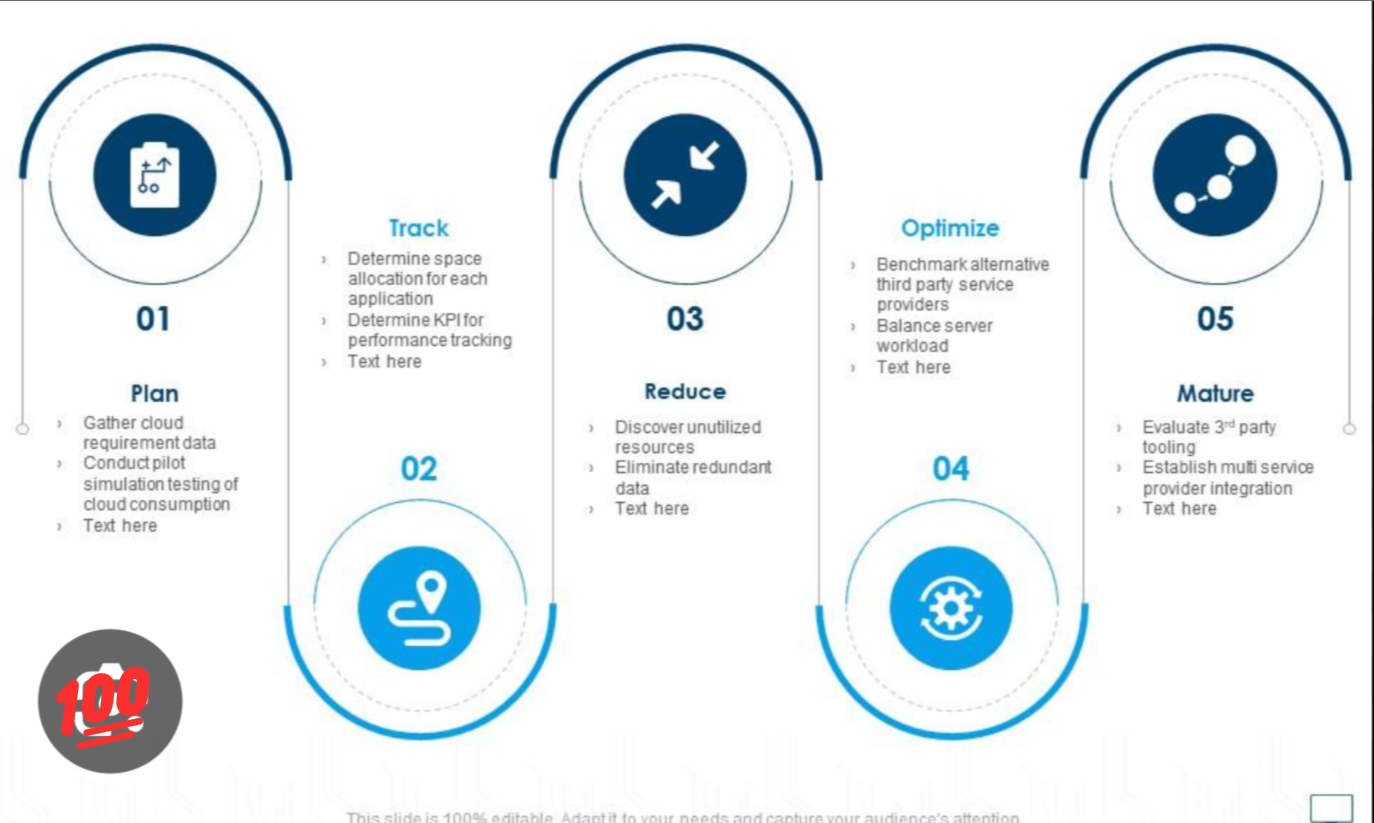 01
Plan
› Gather cloud
requirement data
› Conduct pilot
simulation testing of
cloud consumption
› Text here
Track
› Determine space
allocation for each
application
› Determine KPI for
performance tracking
› Text here
02
03
Reduce
› Discover unutilized
resources
› Eliminate redundant
data
› Text here
Optimize
› Benchmark alternative
third party service
providers
› Balance server
workload
› Text here
04
05
Mature
› Evaluate 3rd party
tooling
› Establish multi service
provider integration
› Text here
100
This slide is 100% editable. Adapt it to your needs and capture your audience's attention.